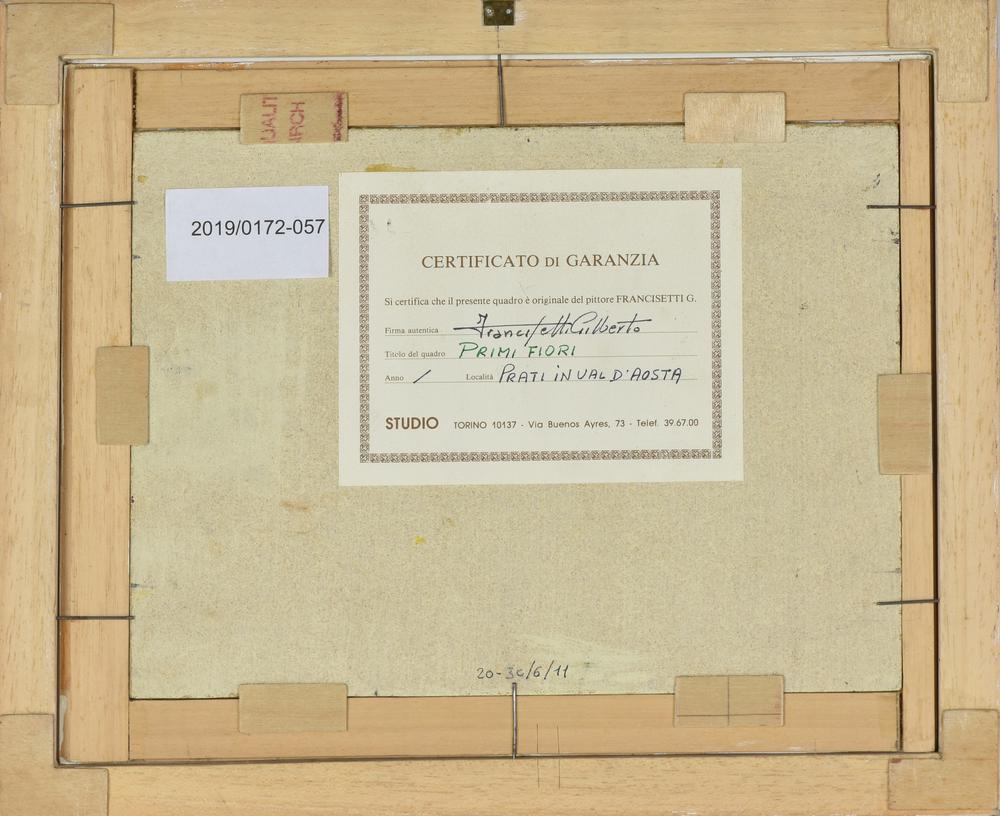 2019/0172-057
CERTIFICATO DI GARANZIA
Si certifica che il presente quadro è originale del pittore FRANCISETTI G.
Firma autentica Francisetti Gilberto
Titolo del quadro PRIMI FIORI
Anno / Località PRATI IN VAL D'AOSTA
STUDIO TORINO 10137 - Via Buenos Ayres, 73 - Telef. 39.67.00
20-30/6/11